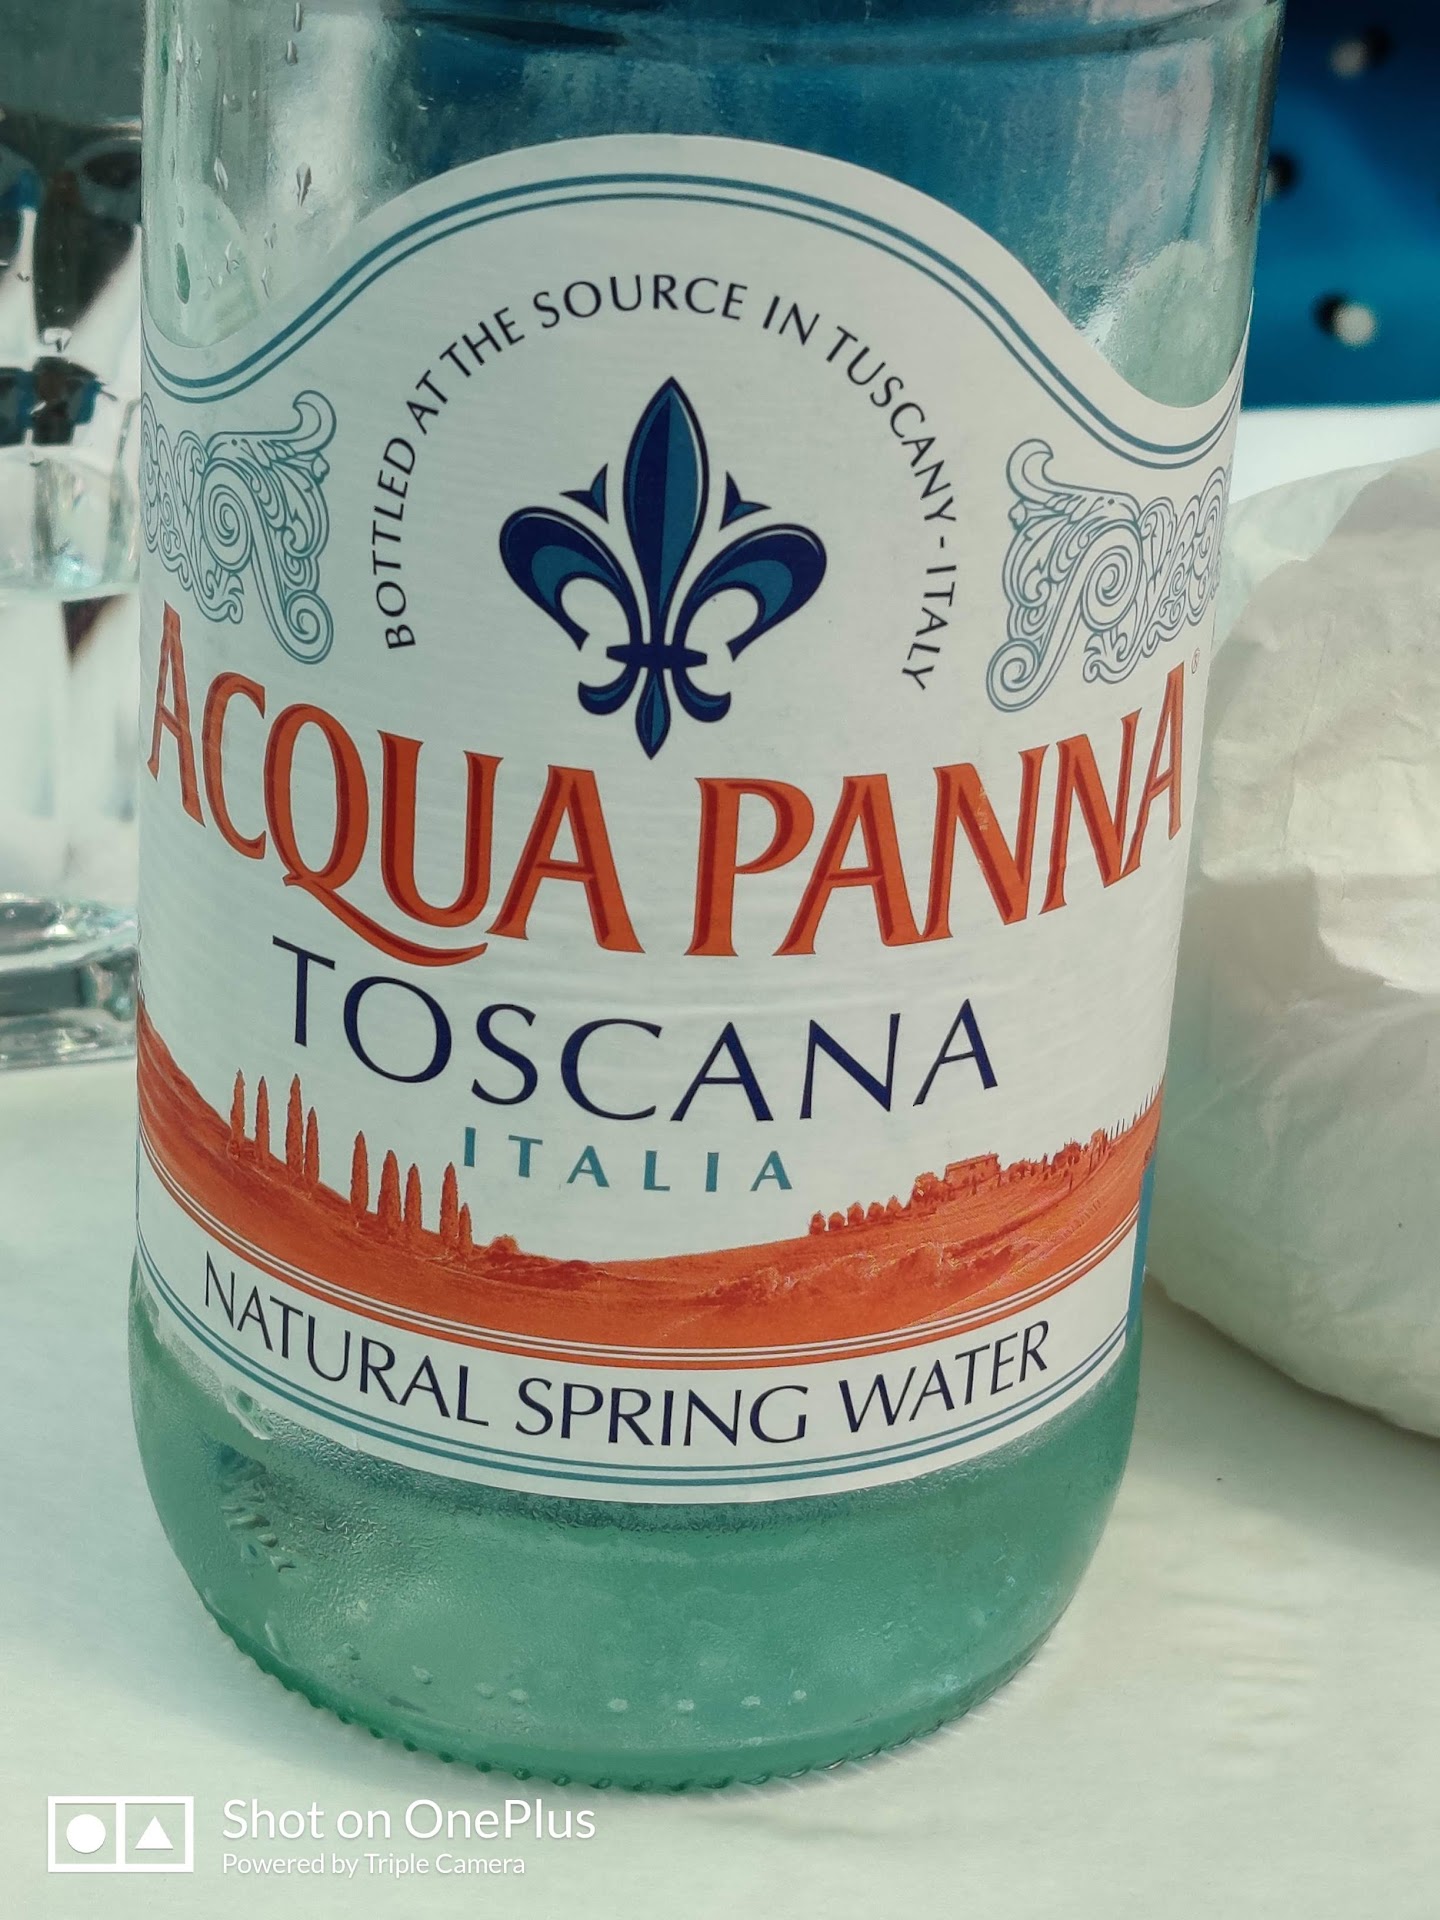 BOTTLED AT THE SOURCE IN TUSCANY - ITALY
ACQUA PANNA®
TOSCANA
ITALIA
NATURAL SPRING WATER
Shot on OnePlus
Powered by Triple Camera